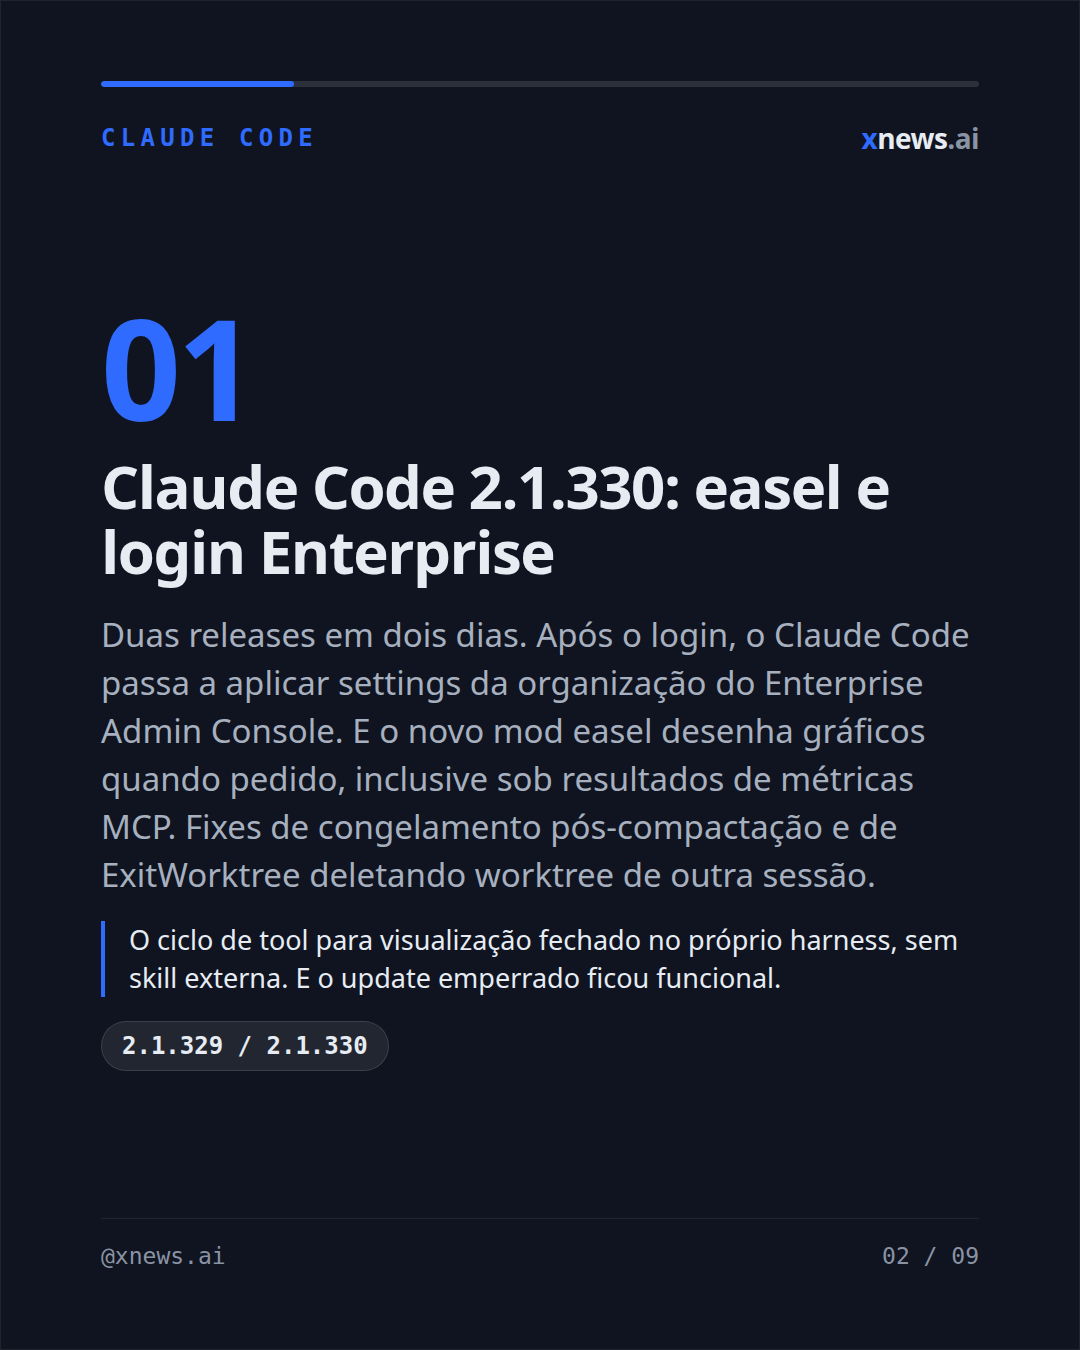 CLAUDE CODE
xnews.ai
01
Claude Code 2.1.330: easel e
login Enterprise
Duas releases em dois dias. Após o login, o Claude Code
passa a aplicar settings da organização do Enterprise
Admin Console. E o novo mod easel desenha gráficos
quando pedido, inclusive sob resultados de métricas
MCP. Fixes de congelamento pós-compactação e de
ExitWorktree deletando worktree de outra sessão.
O ciclo de tool para visualização fechado no próprio harness, sem
skill externa. E o update emperrado ficou funcional.
2.1.329 / 2.1.330
@xnews.ai
02 / 09